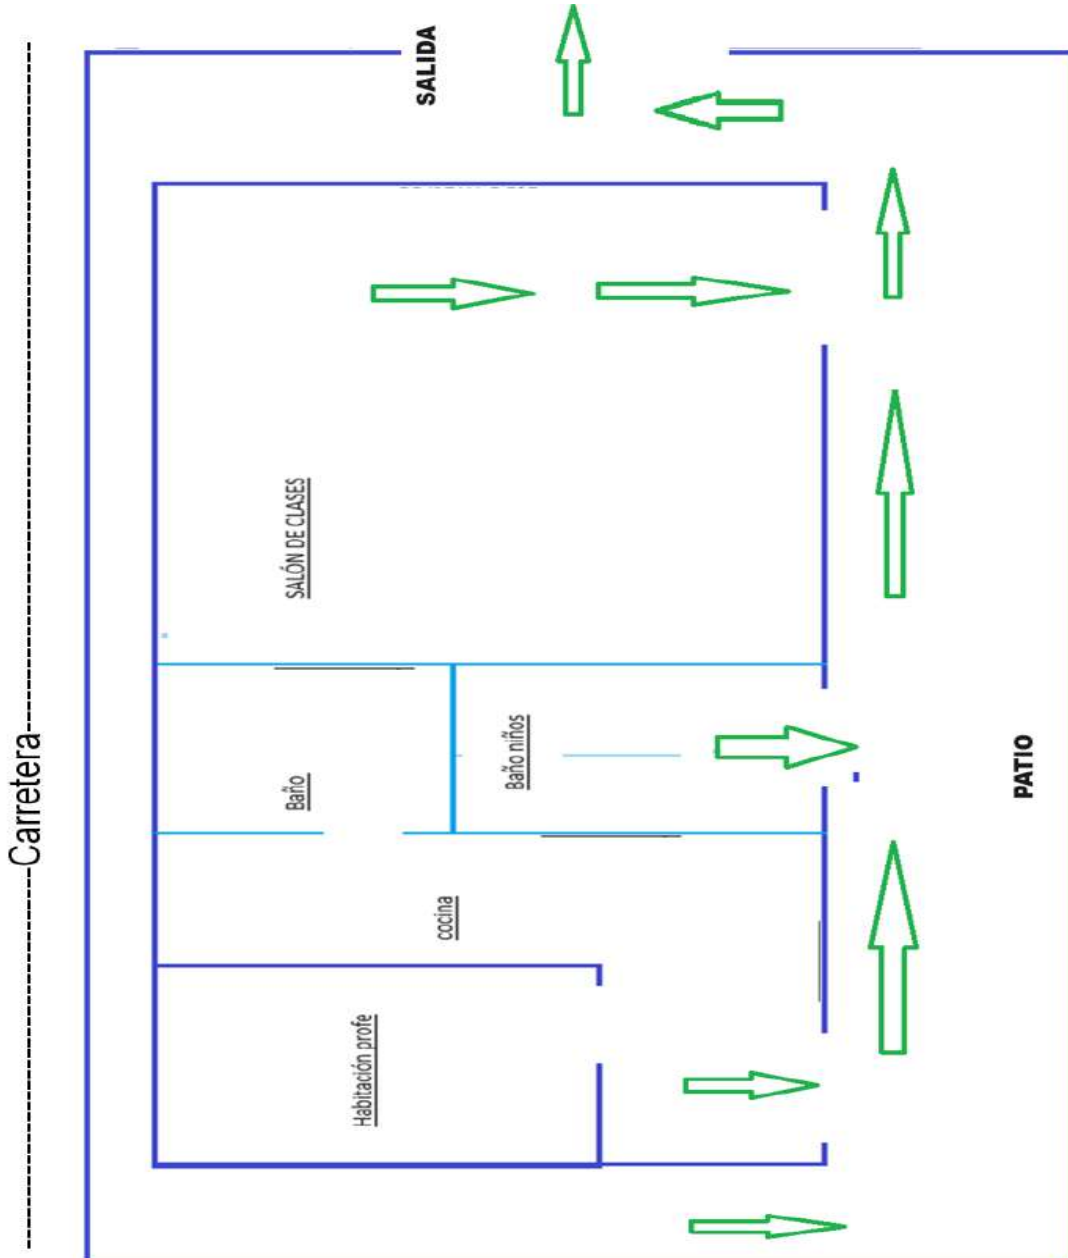 Carretera
SALIDA
SALÓN DE CLASES
Baño
Baño niños
cocina
Habitación profe
PATIO